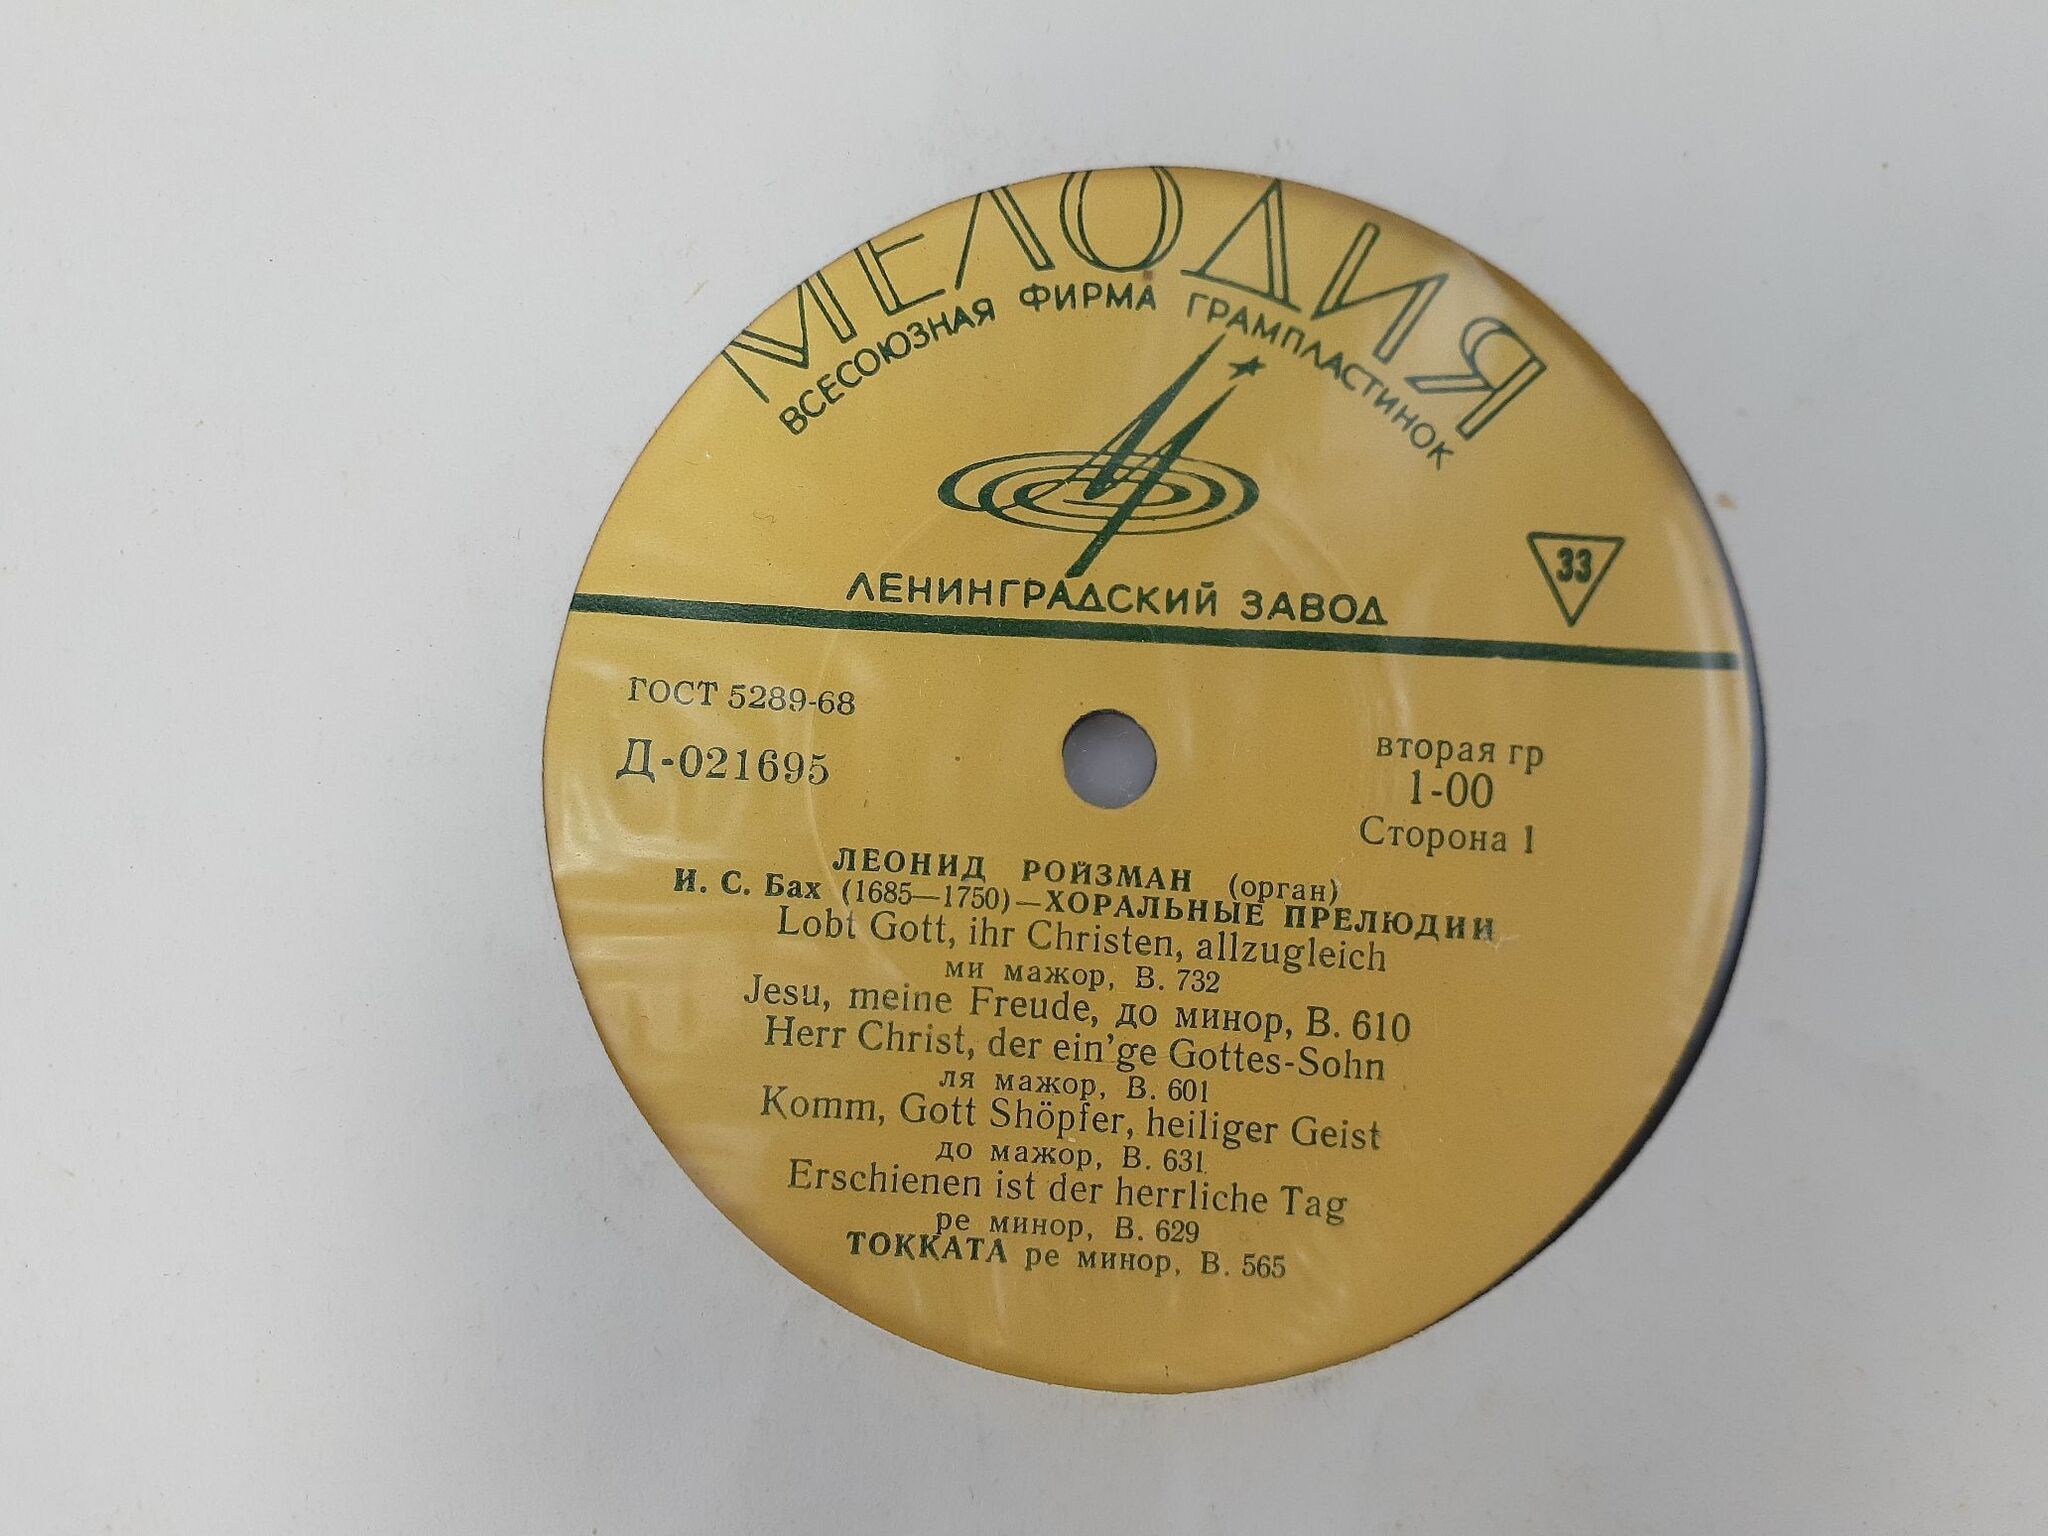 МЕЛОДИЯ
ВСЕСОЮЗНАЯ ФИРМА ГРАМПЛАСТИНОК
33
ЛЕНИНГРАДСКИЙ ЗАВОД
ГОСТ 5289-68
Д-021695
вторая гр
1-00
Сторона 1
ЛЕОНИД РОЙЗМАН (орган)
И. С. Бах (1685—1750)—ХОРАЛЬНЫЕ ПРЕЛЮДИИ
Lobt Gott, ihr Christen, allzugleich
ми мажор, В. 732
Jesu, meine Freude, до минор, В. 610
Herr Christ, der ein’ge Gottes-Sohn
ля мажор, В. 601
Komm, Gott Shöpfer, heiliger Geist
до мажор, В. 631
Erschienen ist der herrliche Tag
ре минор, В. 629
ТОККАТА ре минор, В. 565